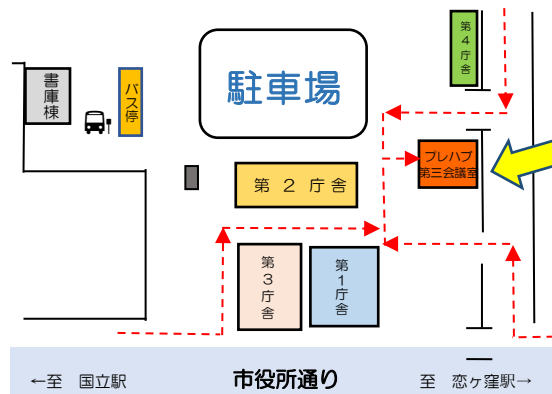 第4庁舎
書庫棟
バス停
駐車場
プレハブ
第三会議室
第2庁舎
第3庁舎
第1庁舎
←至 国立駅
市役所通り
至 恋ヶ窪駅→